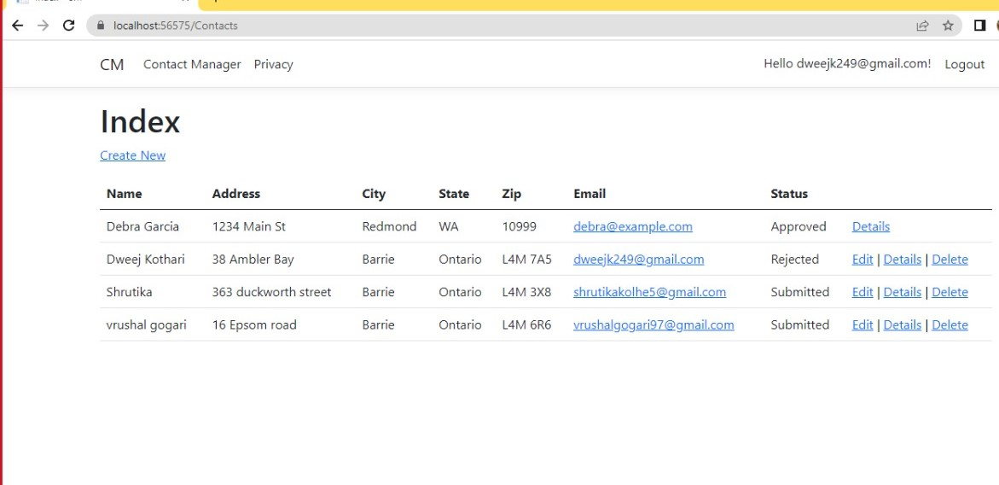 localhost:56575/Contacts
CM Contact Manager Privacy Hello dweejk249@gmail.com! Logout
Index
Create New
Name Address City State Zip Email Status
Debra Garcia 1234 Main St Redmond WA 10999 debra@example.com Approved Details
Dweej Kothari 38 Ambler Bay Barrie Ontario L4M 7A5 dweejk249@gmail.com Rejected Edit | Details | Delete
Shrutika 363 duckworth street Barrie Ontario L4M 3X8 shrutikakolhe5@gmail.com Submitted Edit | Details | Delete
vrushal gogari 16 Epsom road Barrie Ontario L4M 6R6 vrushalgogari97@gmail.com Submitted Edit | Details | Delete